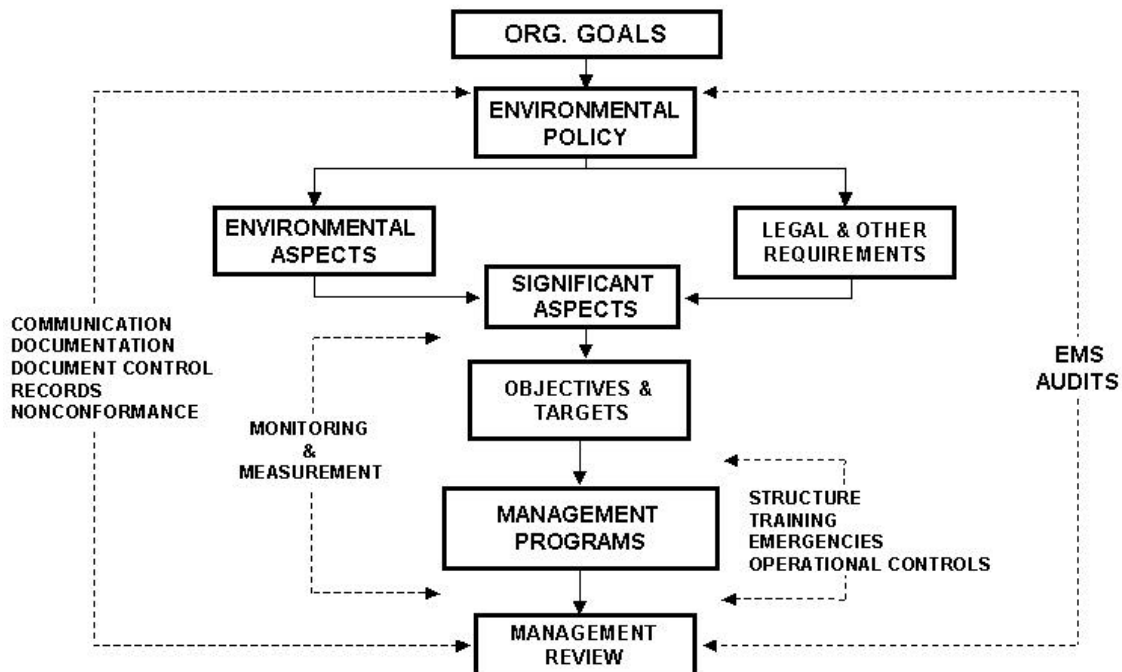 ORG. GOALS
ENVIRONMENTAL
POLICY
ENVIRONMENTAL
ASPECTS
LEGAL & OTHER
REQUIREMENTS
SIGNIFICANT
ASPECTS
COMMUNICATION
DOCUMENTATION
DOCUMENT CONTROL
RECORDS
NONCONFORMANCE
EMS
AUDITS
OBJECTIVES &
TARGETS
MONITORING
&
MEASUREMENT
MANAGEMENT
PROGRAMS
STRUCTURE
TRAINING
EMERGENCIES
OPERATIONAL CONTROLS
MANAGEMENT
REVIEW